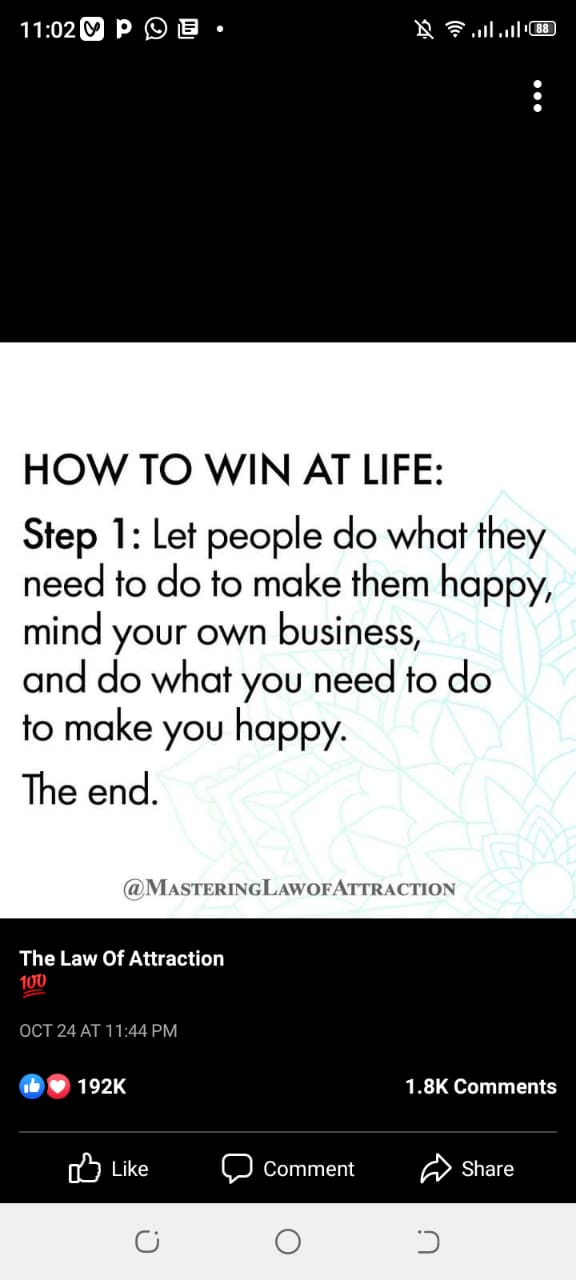 11:02
88
HOW TO WIN AT LIFE:
Step 1: Let people do what they
need to do to make them happy,
mind your own business,
and do what you need to do
to make you happy.
The end.
@MasteringLawofAttraction
The Law Of Attraction
💯
OCT 24 AT 11:44 PM
192K 1.8K Comments
Like Comment Share